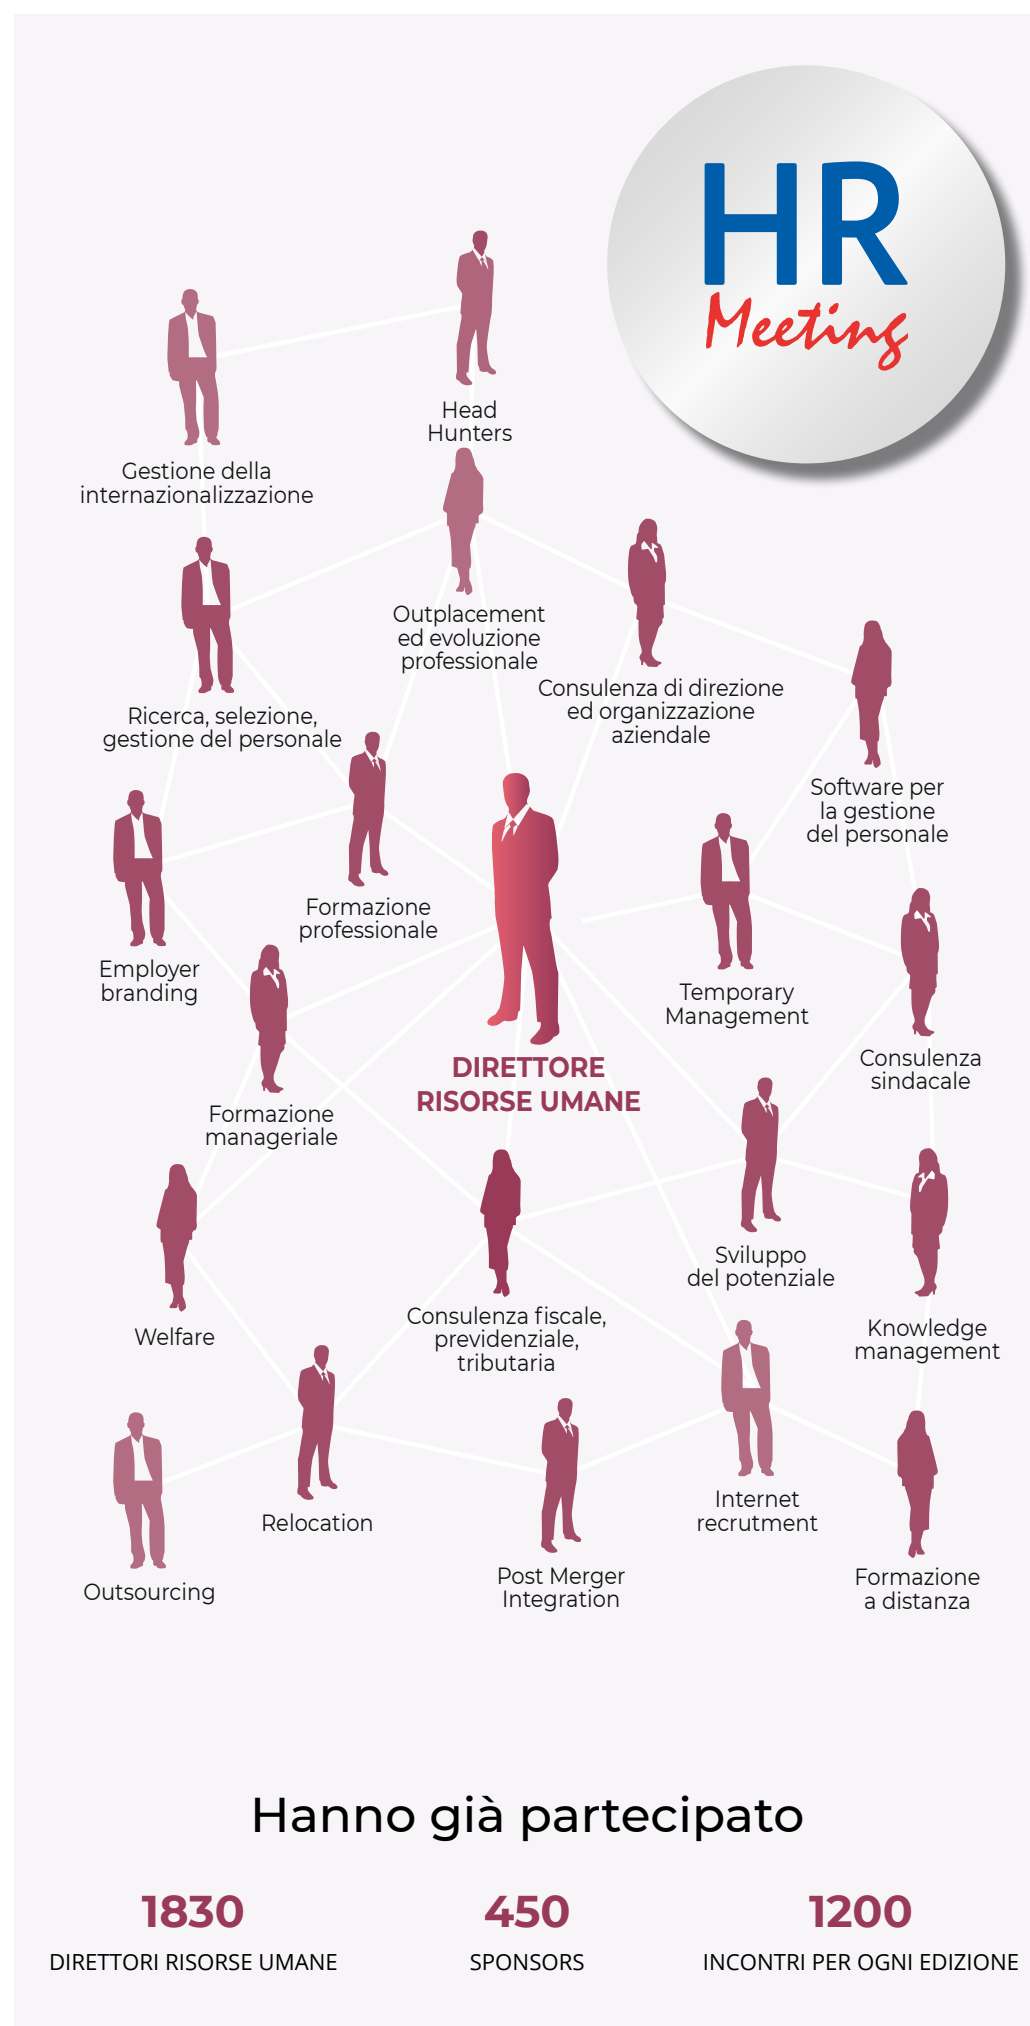 HR
Meeting
Head
Hunters
Gestione della
internazionalizzazione
Outplacement
ed evoluzione
professionale
Consulenza di direzione
ed organizzazione
aziendale
Ricerca, selezione,
gestione del personale
Software per
la gestione
del personale
Formazione
professionale
Employer
branding
Temporary
Management
Consulenza
sindacale
DIRETTORE
RISORSE UMANE
Formazione
manageriale
Sviluppo
del potenziale
Welfare
Consulenza fiscale,
previdenziale,
tributaria
Knowledge
management
Relocation
Internet
recrutment
Outsourcing
Post Merger
Integration
Formazione
a distanza
Hanno già partecipato
1830
DIRETTORI RISORSE UMANE
450
SPONSORS
1200
INCONTRI PER OGNI EDIZIONE